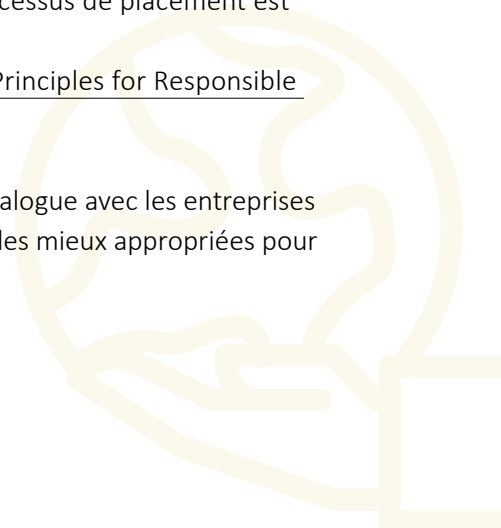 cessus de placement est
Principles for Responsible
alogue avec les entreprises
les mieux appropriées pour